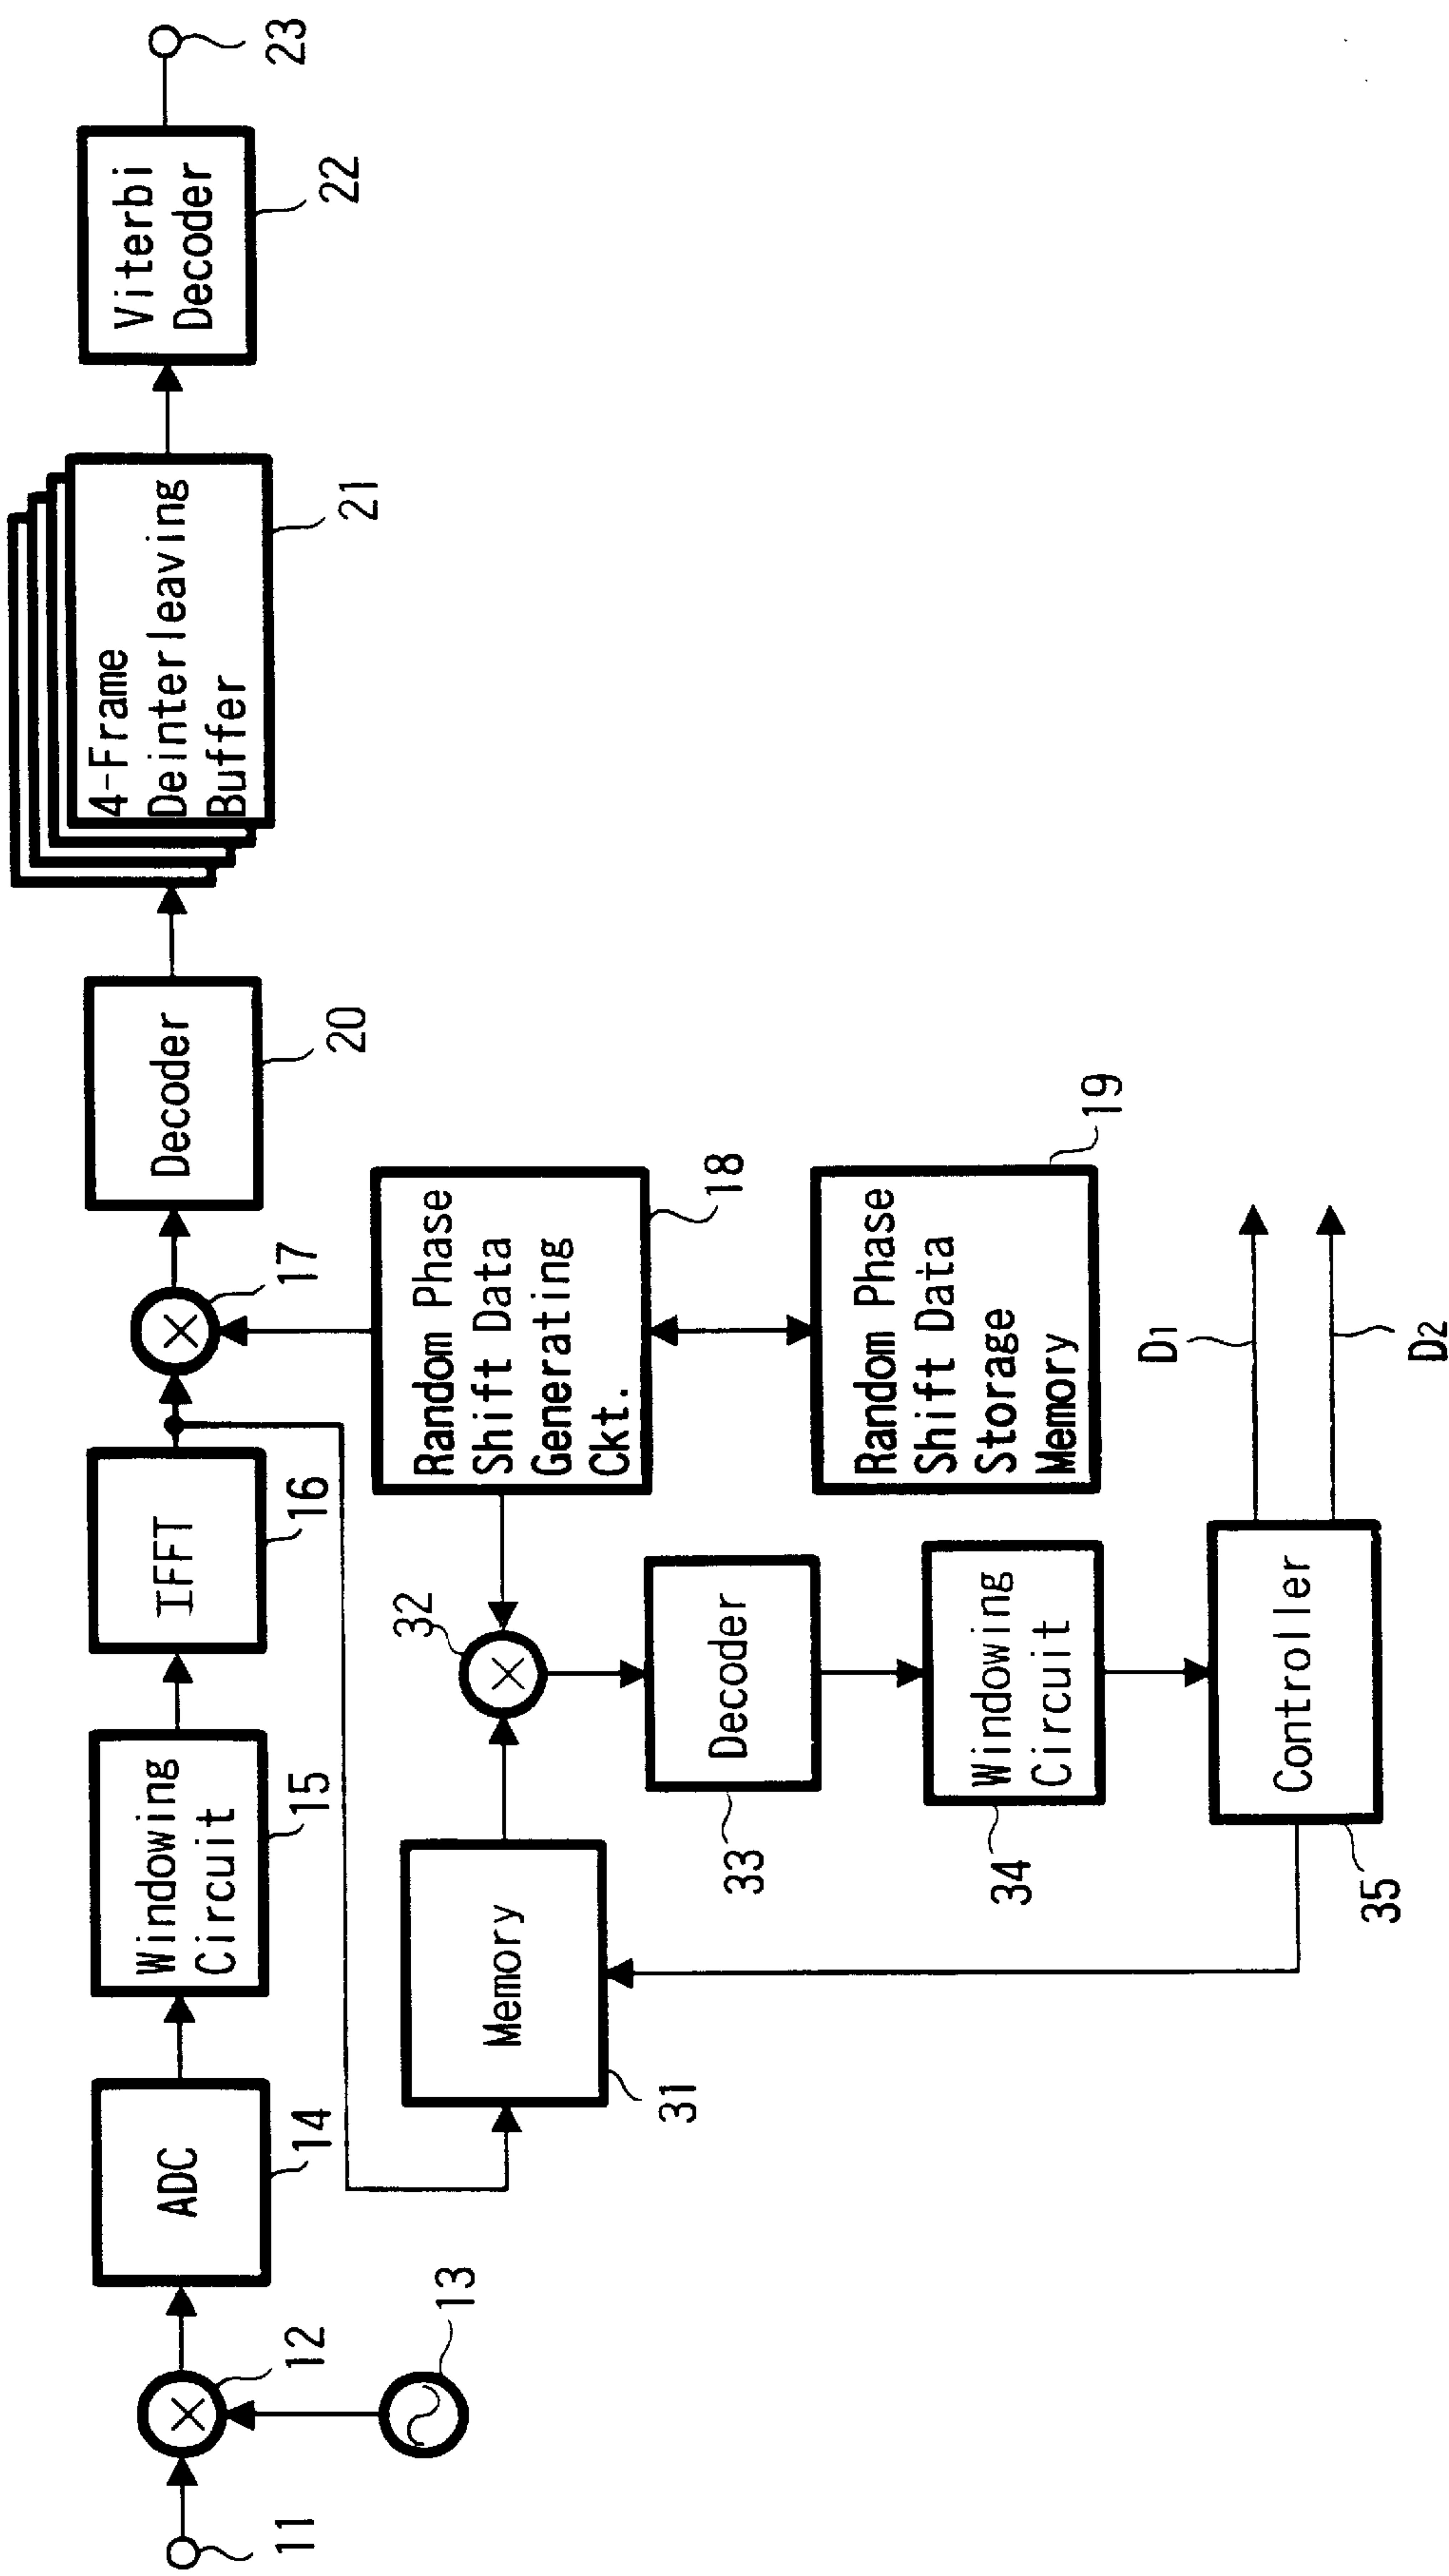 11
12
13
ADC
14
Windowing
Circuit
15
IFFT
16
17
Decoder
20
4-Frame
Deinterleaving
Buffer
21
Viterbi
Decoder
22
23
Random Phase
Shift Data
Generating
Ckt.
18
Random Phase
Shift Data
Storage
Memory
19
Memory
31
32
Decoder
33
Windowing
Circuit
34
Controller
35
D1
D2